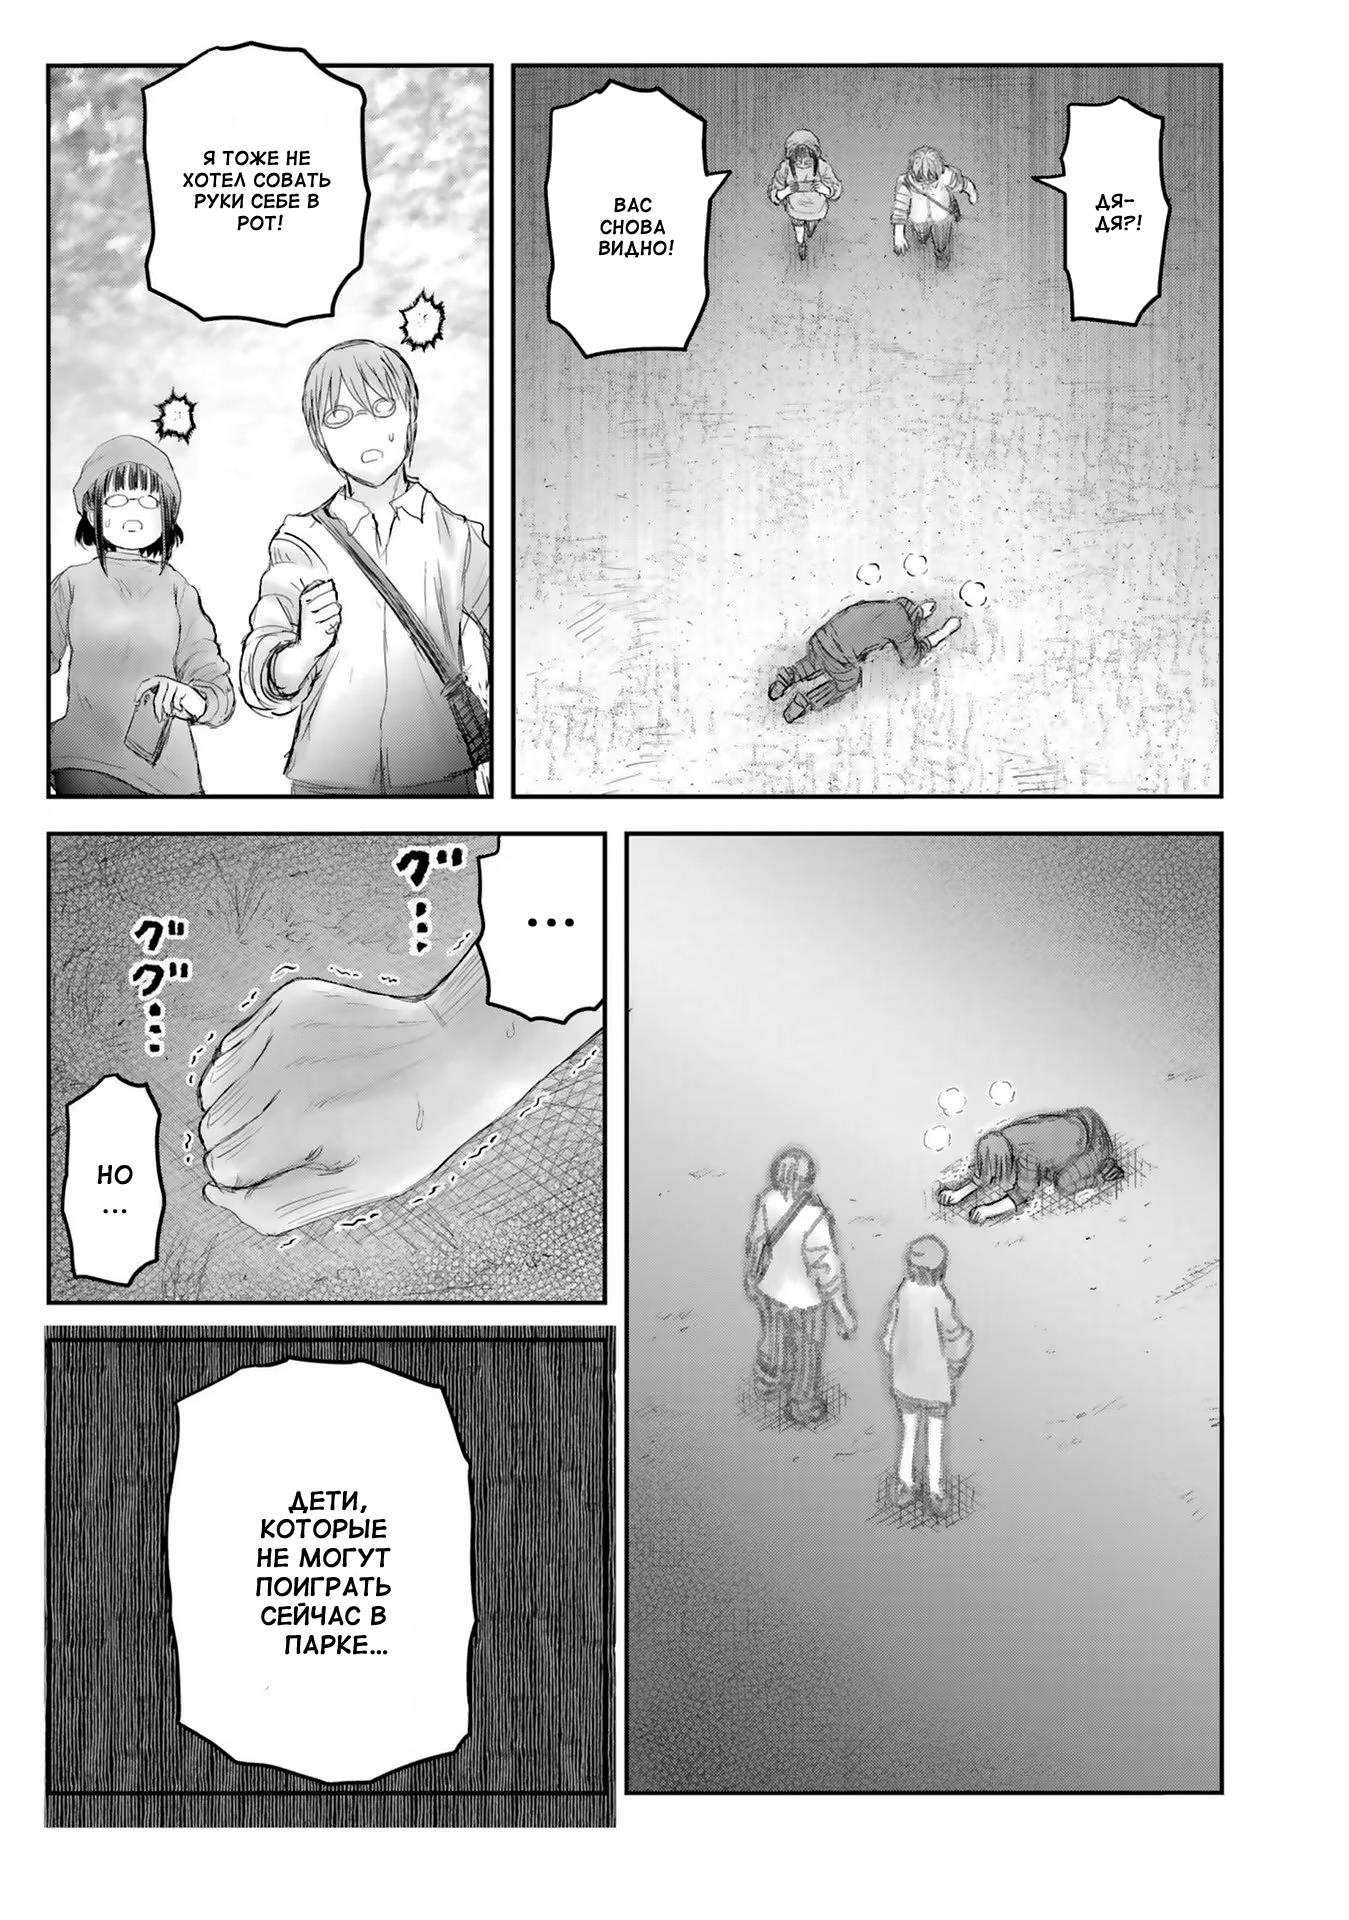 ДЯ-
ДЯ?!
ВАС
СНОВА
ВИДНО!
Я ТОЖЕ НЕ
ХОТЕЛ СОВАТЬ
РУКИ СЕБЕ В
РОТ!
...
グ...
ググ...
НО
...
ДЕТИ,
КОТОРЫЕ
НЕ МОГУТ
ПОИГРАТЬ
СЕЙЧАС В
ПАРКЕ...